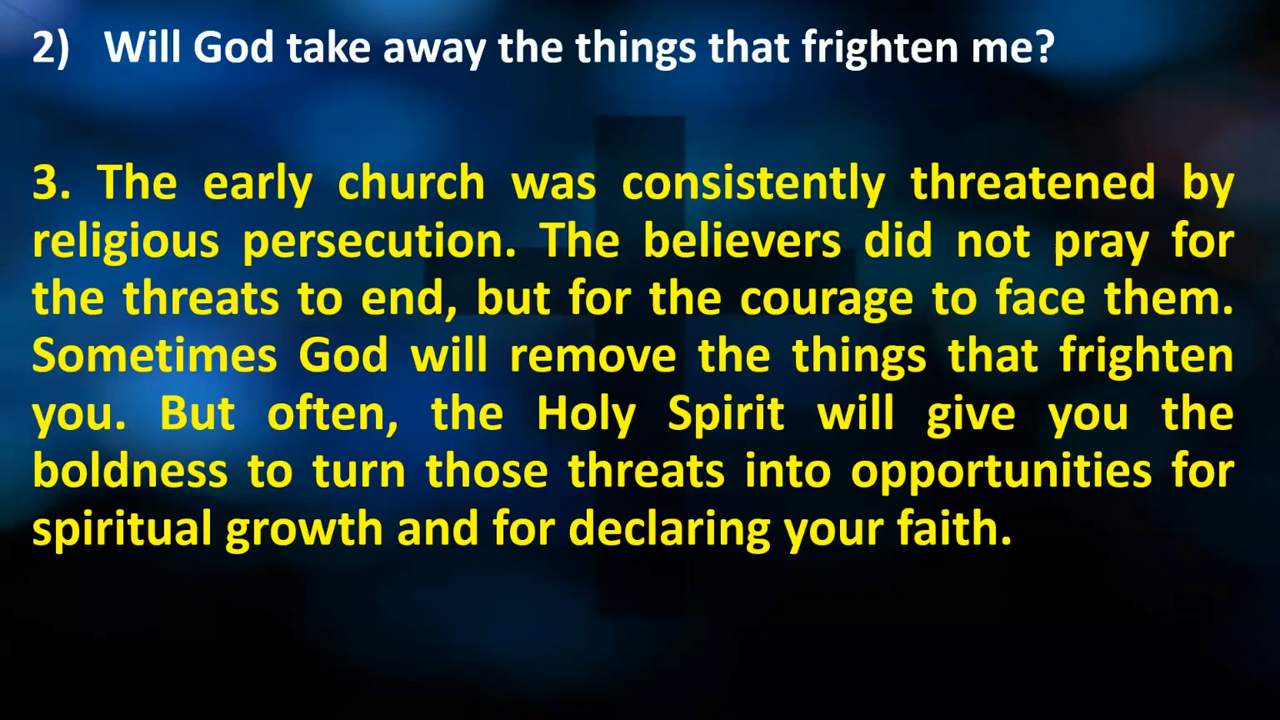 2) Will God take away the things that frighten me?
3. The early church was consistently threatened by
religious persecution. The believers did not pray for
the threats to end, but for the courage to face them.
Sometimes God will remove the things that frighten
you. But often, the Holy Spirit will give you the
boldness to turn those threats into opportunities for
spiritual growth and for declaring your faith.